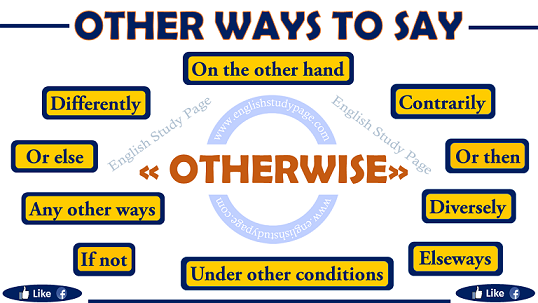 OTHER WAYS TO SAY
On the other hand
Differently
Contrarily
English Study Page
www.englishstudypage.com
English Study Page
Or else
« OTHERWISE»
Or then
Any other ways
Diversely
www.englishstudypage.com
If not
Under other conditions
Elseways
Like f
Like f